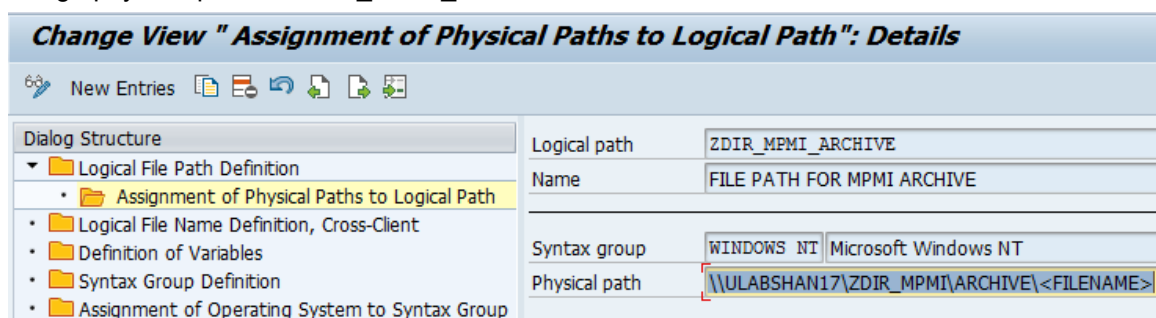 Change View "Assignment of Physical Paths to Logical Path": Details
New Entries
Dialog Structure
Logical File Path Definition
Assignment of Physical Paths to Logical Path
Logical File Name Definition, Cross-Client
Definition of Variables
Syntax Group Definition
Assignment of Operating System to Syntax Group
Logical path ZDIR_MPMI_ARCHIVE
Name FILE PATH FOR MPMI ARCHIVE
Syntax group WINDOWS NT Microsoft Windows NT
Physical path \\ULABSHAN17\ZDIR_MPMI\ARCHIVE\<FILENAME>